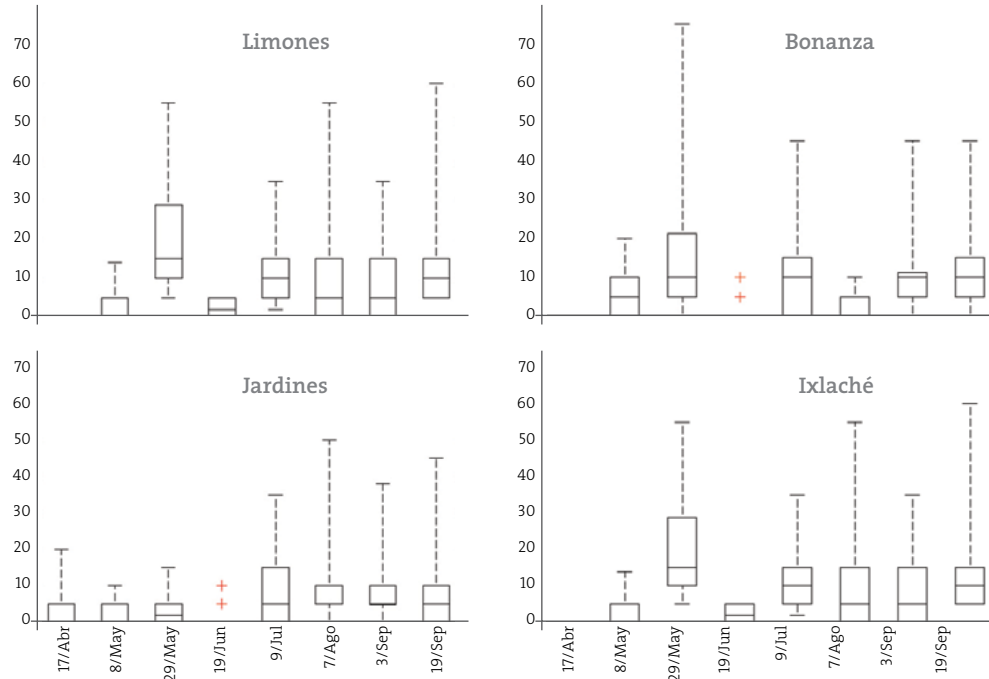 Limones
70
60
50
40
30
20
10
0
Bonanza
70
60
50
40
30
20
10
0
Jardines
70
60
50
40
30
20
10
0
17/Abr
8/May
29/May
19/Jun
9/Jul
7/Ago
3/Sep
19/Sep
Ixlaché
70
60
50
40
30
20
10
0
17/Abr
8/May
29/May
19/Jun
9/Jul
7/Ago
3/Sep
19/Sep